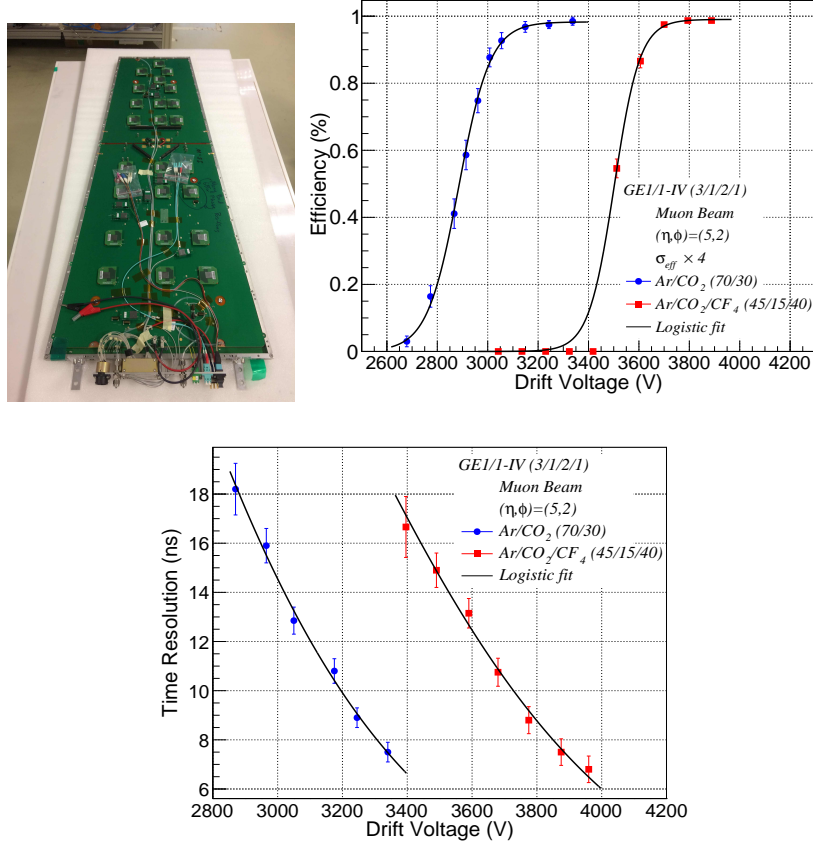 Efficiency (%)
1
0.8
0.6
0.4
0.2
0
GE1/1-IV (3/1/2/1)
Muon Beam
(η,ϕ)=(5,2)
σeff × 4
Ar/CO2 (70/30)
Ar/CO2/CF4 (45/15/40)
Logistic fit
2600 2800 3000 3200 3400 3600 3800 4000 4200
Drift Voltage (V)
Time Resolution (ns)
18
16
14
12
10
8
6
GE1/1-IV (3/1/2/1)
Muon Beam
(η,ϕ)=(5,2)
Ar/CO2 (70/30)
Ar/CO2/CF4 (45/15/40)
Logistic fit
2800 3000 3200 3400 3600 3800 4000 4200
Drift Voltage (V)